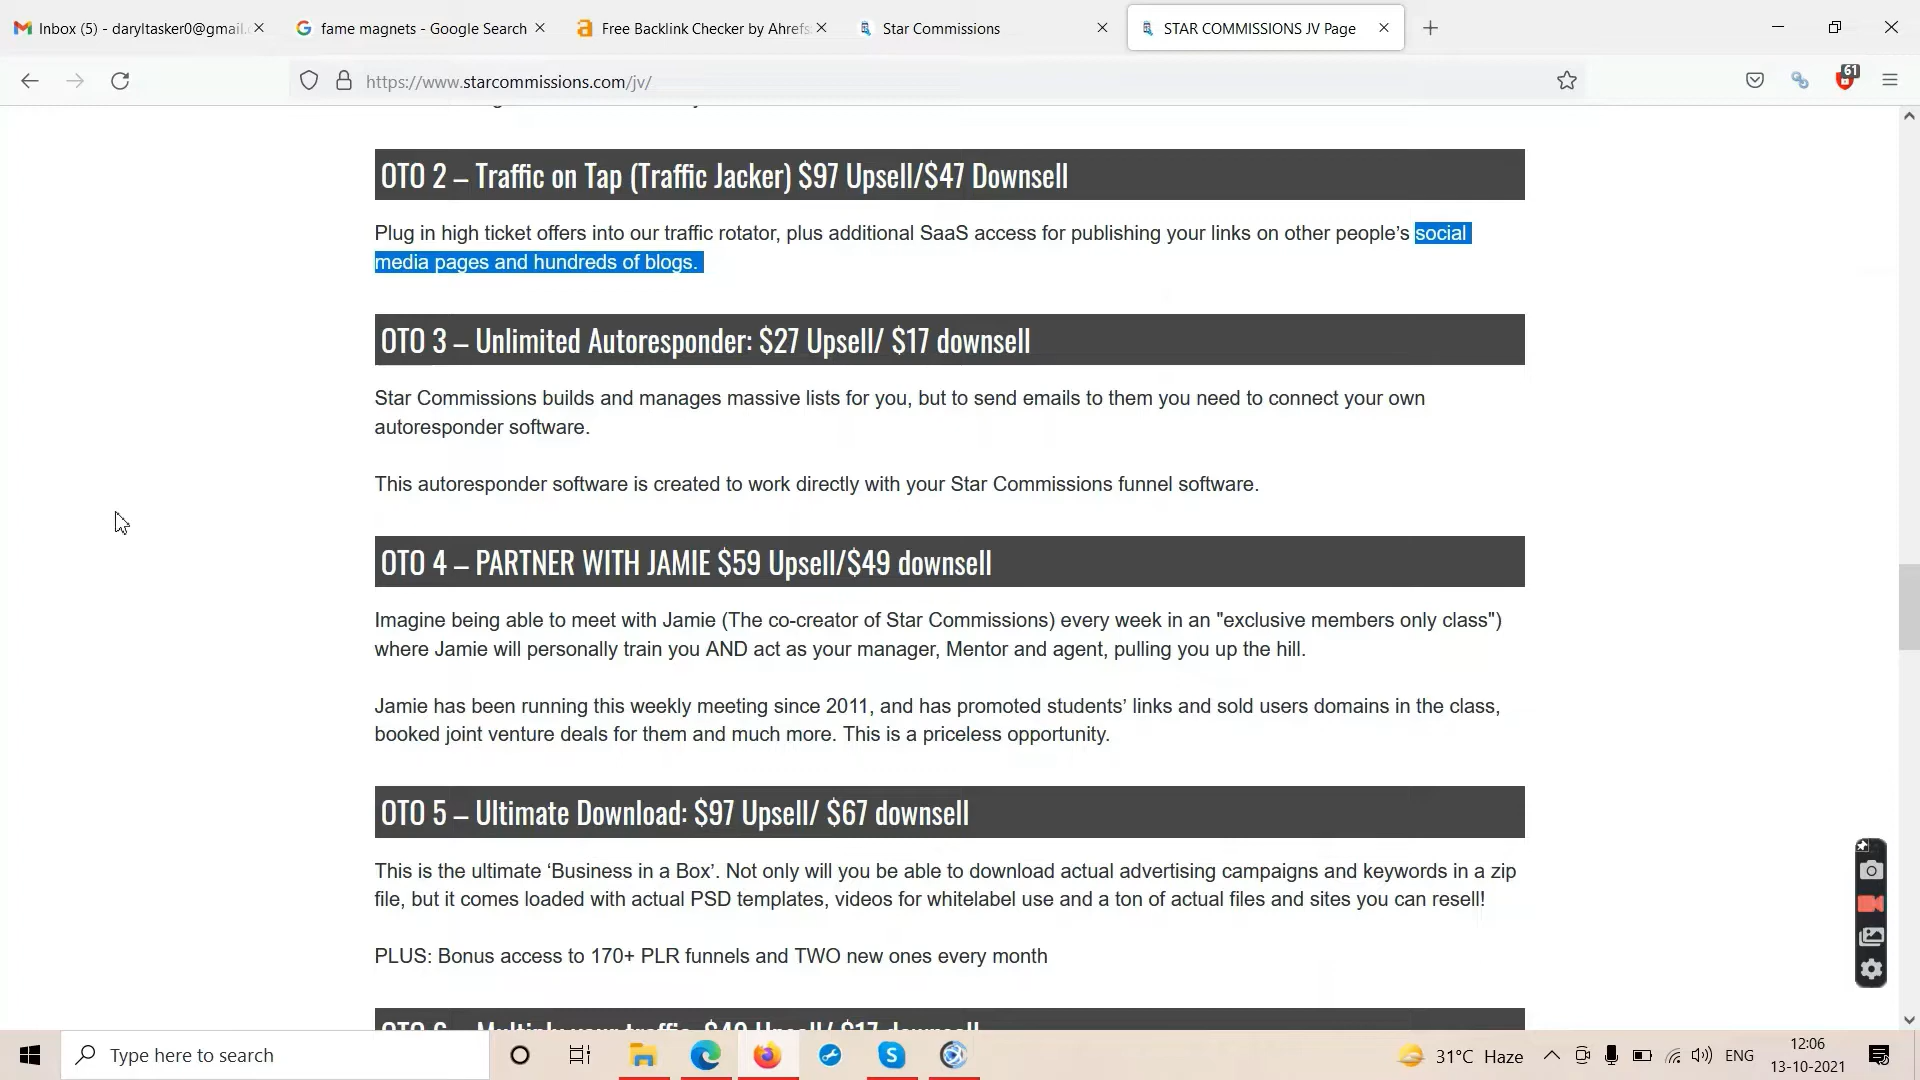 Inbox (5) - daryltasker0@gmail.
fame magnets - Google Search
Free Backlink Checker by Ahrefs
Star Commissions
STAR COMMISSIONS JV Page
https://www.starcommissions.com/jv/
61
OTO 2 – Traffic on Tap (Traffic Jacker) $97 Upsell/$47 Downsell
Plug in high ticket offers into our traffic rotator, plus additional SaaS access for publishing your links on other people’s social
media pages and hundreds of blogs.
OTO 3 – Unlimited Autoresponder: $27 Upsell/ $17 downsell
Star Commissions builds and manages massive lists for you, but to send emails to them you need to connect your own
autoresponder software.
This autoresponder software is created to work directly with your Star Commissions funnel software.
OTO 4 – PARTNER WITH JAMIE $59 Upsell/$49 downsell
Imagine being able to meet with Jamie (The co-creator of Star Commissions) every week in an "exclusive members only class")
where Jamie will personally train you AND act as your manager, Mentor and agent, pulling you up the hill.
Jamie has been running this weekly meeting since 2011, and has promoted students’ links and sold users domains in the class,
booked joint venture deals for them and much more. This is a priceless opportunity.
OTO 5 – Ultimate Download: $97 Upsell/ $67 downsell
This is the ultimate ‘Business in a Box’. Not only will you be able to download actual advertising campaigns and keywords in a zip
file, but it comes loaded with actual PSD templates, videos for whitelabel use and a ton of actual files and sites you can resell!
PLUS: Bonus access to 170+ PLR funnels and TWO new ones every month
OTO 6 – Multiply your traffic $49 Upsell/ $17 downsell
Type here to search
31°C Haze
ENG
12:06
13-10-2021